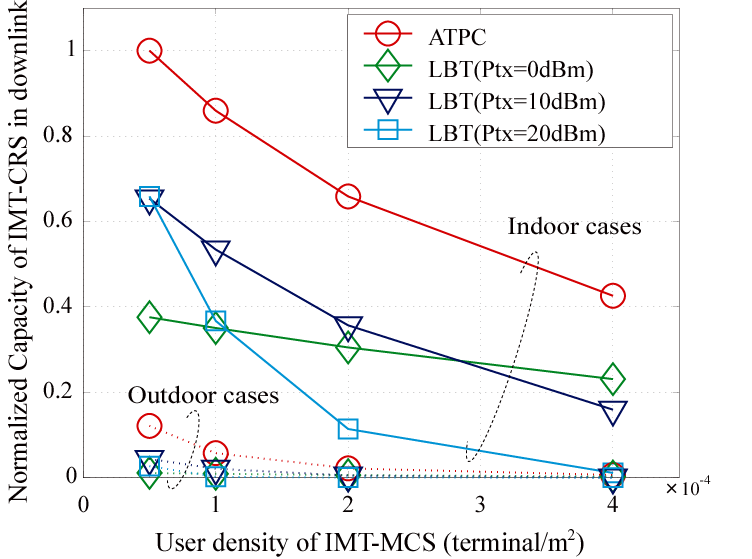 Normalized Capacity of IMT-CRS in downlink
1
0.8
0.6
0.4
0.2
0
ATPC
LBT(Ptx=0dBm)
LBT(Ptx=10dBm)
LBT(Ptx=20dBm)
Indoor cases
Outdoor cases
0 1 2 3 4 ×10⁻⁴
User density of IMT-MCS (terminal/m²)